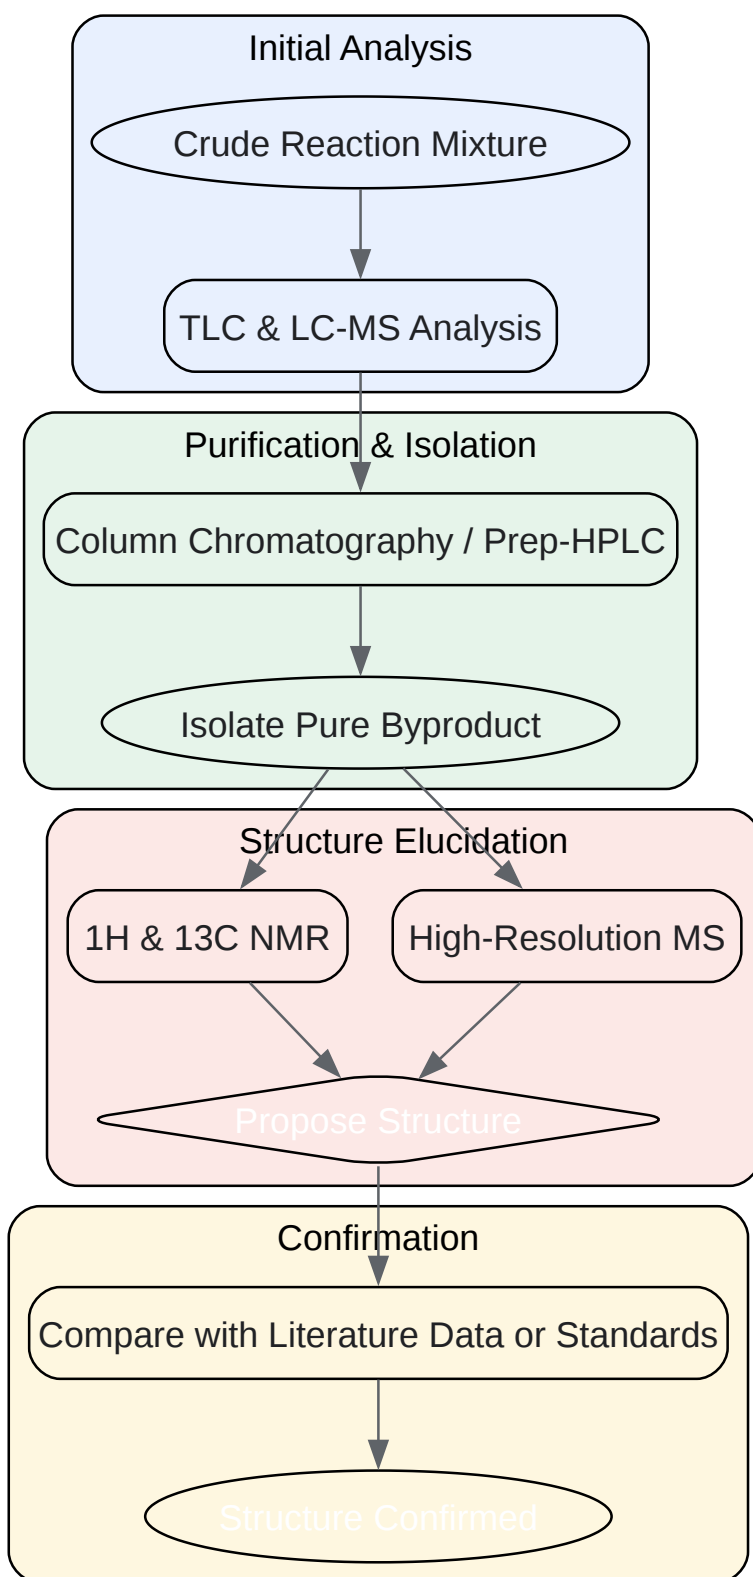 Initial Analysis
Crude Reaction Mixture
TLC & LC-MS Analysis
Purification & Isolation
Column Chromatography / Prep-HPLC
Isolate Pure Byproduct
Structure Elucidation
1H & 13C NMR
High-Resolution MS
Propose Structure
Confirmation
Compare with Literature Data or Standards
Structure Confirmed